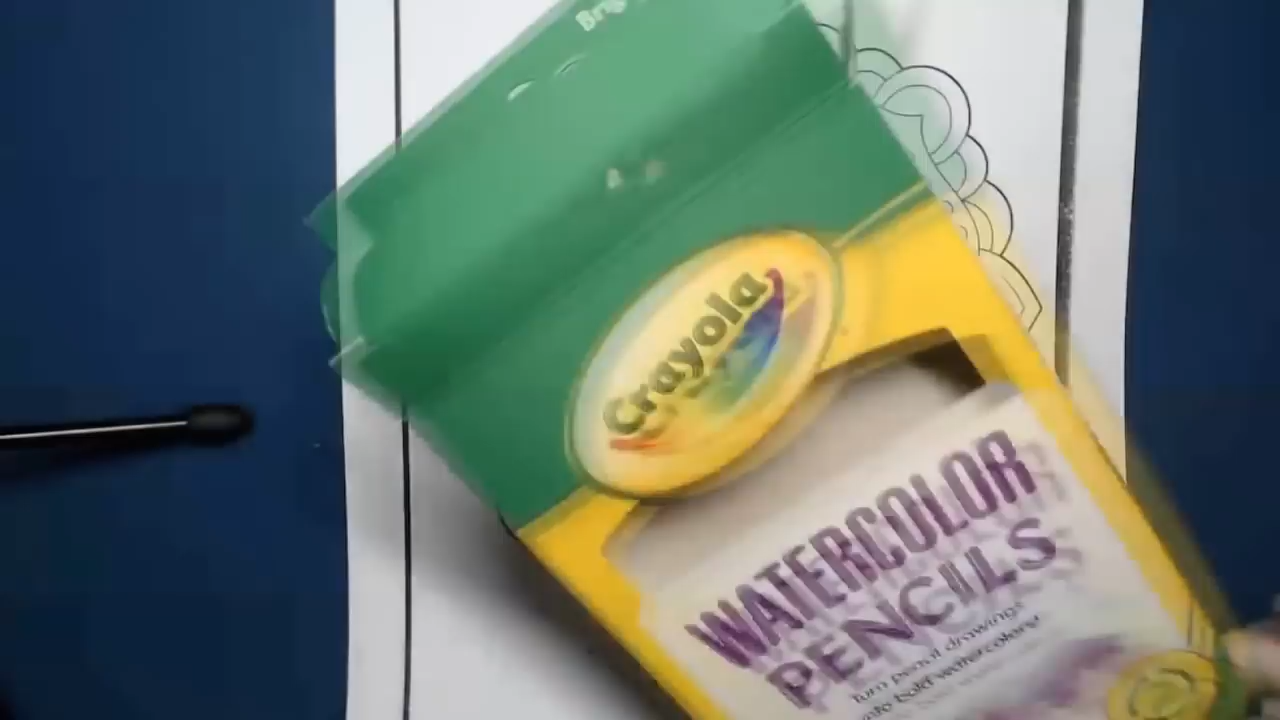 Crayola
WATERCOLOR
PENCILS
Turn pencil drawings
into bold watercolors!